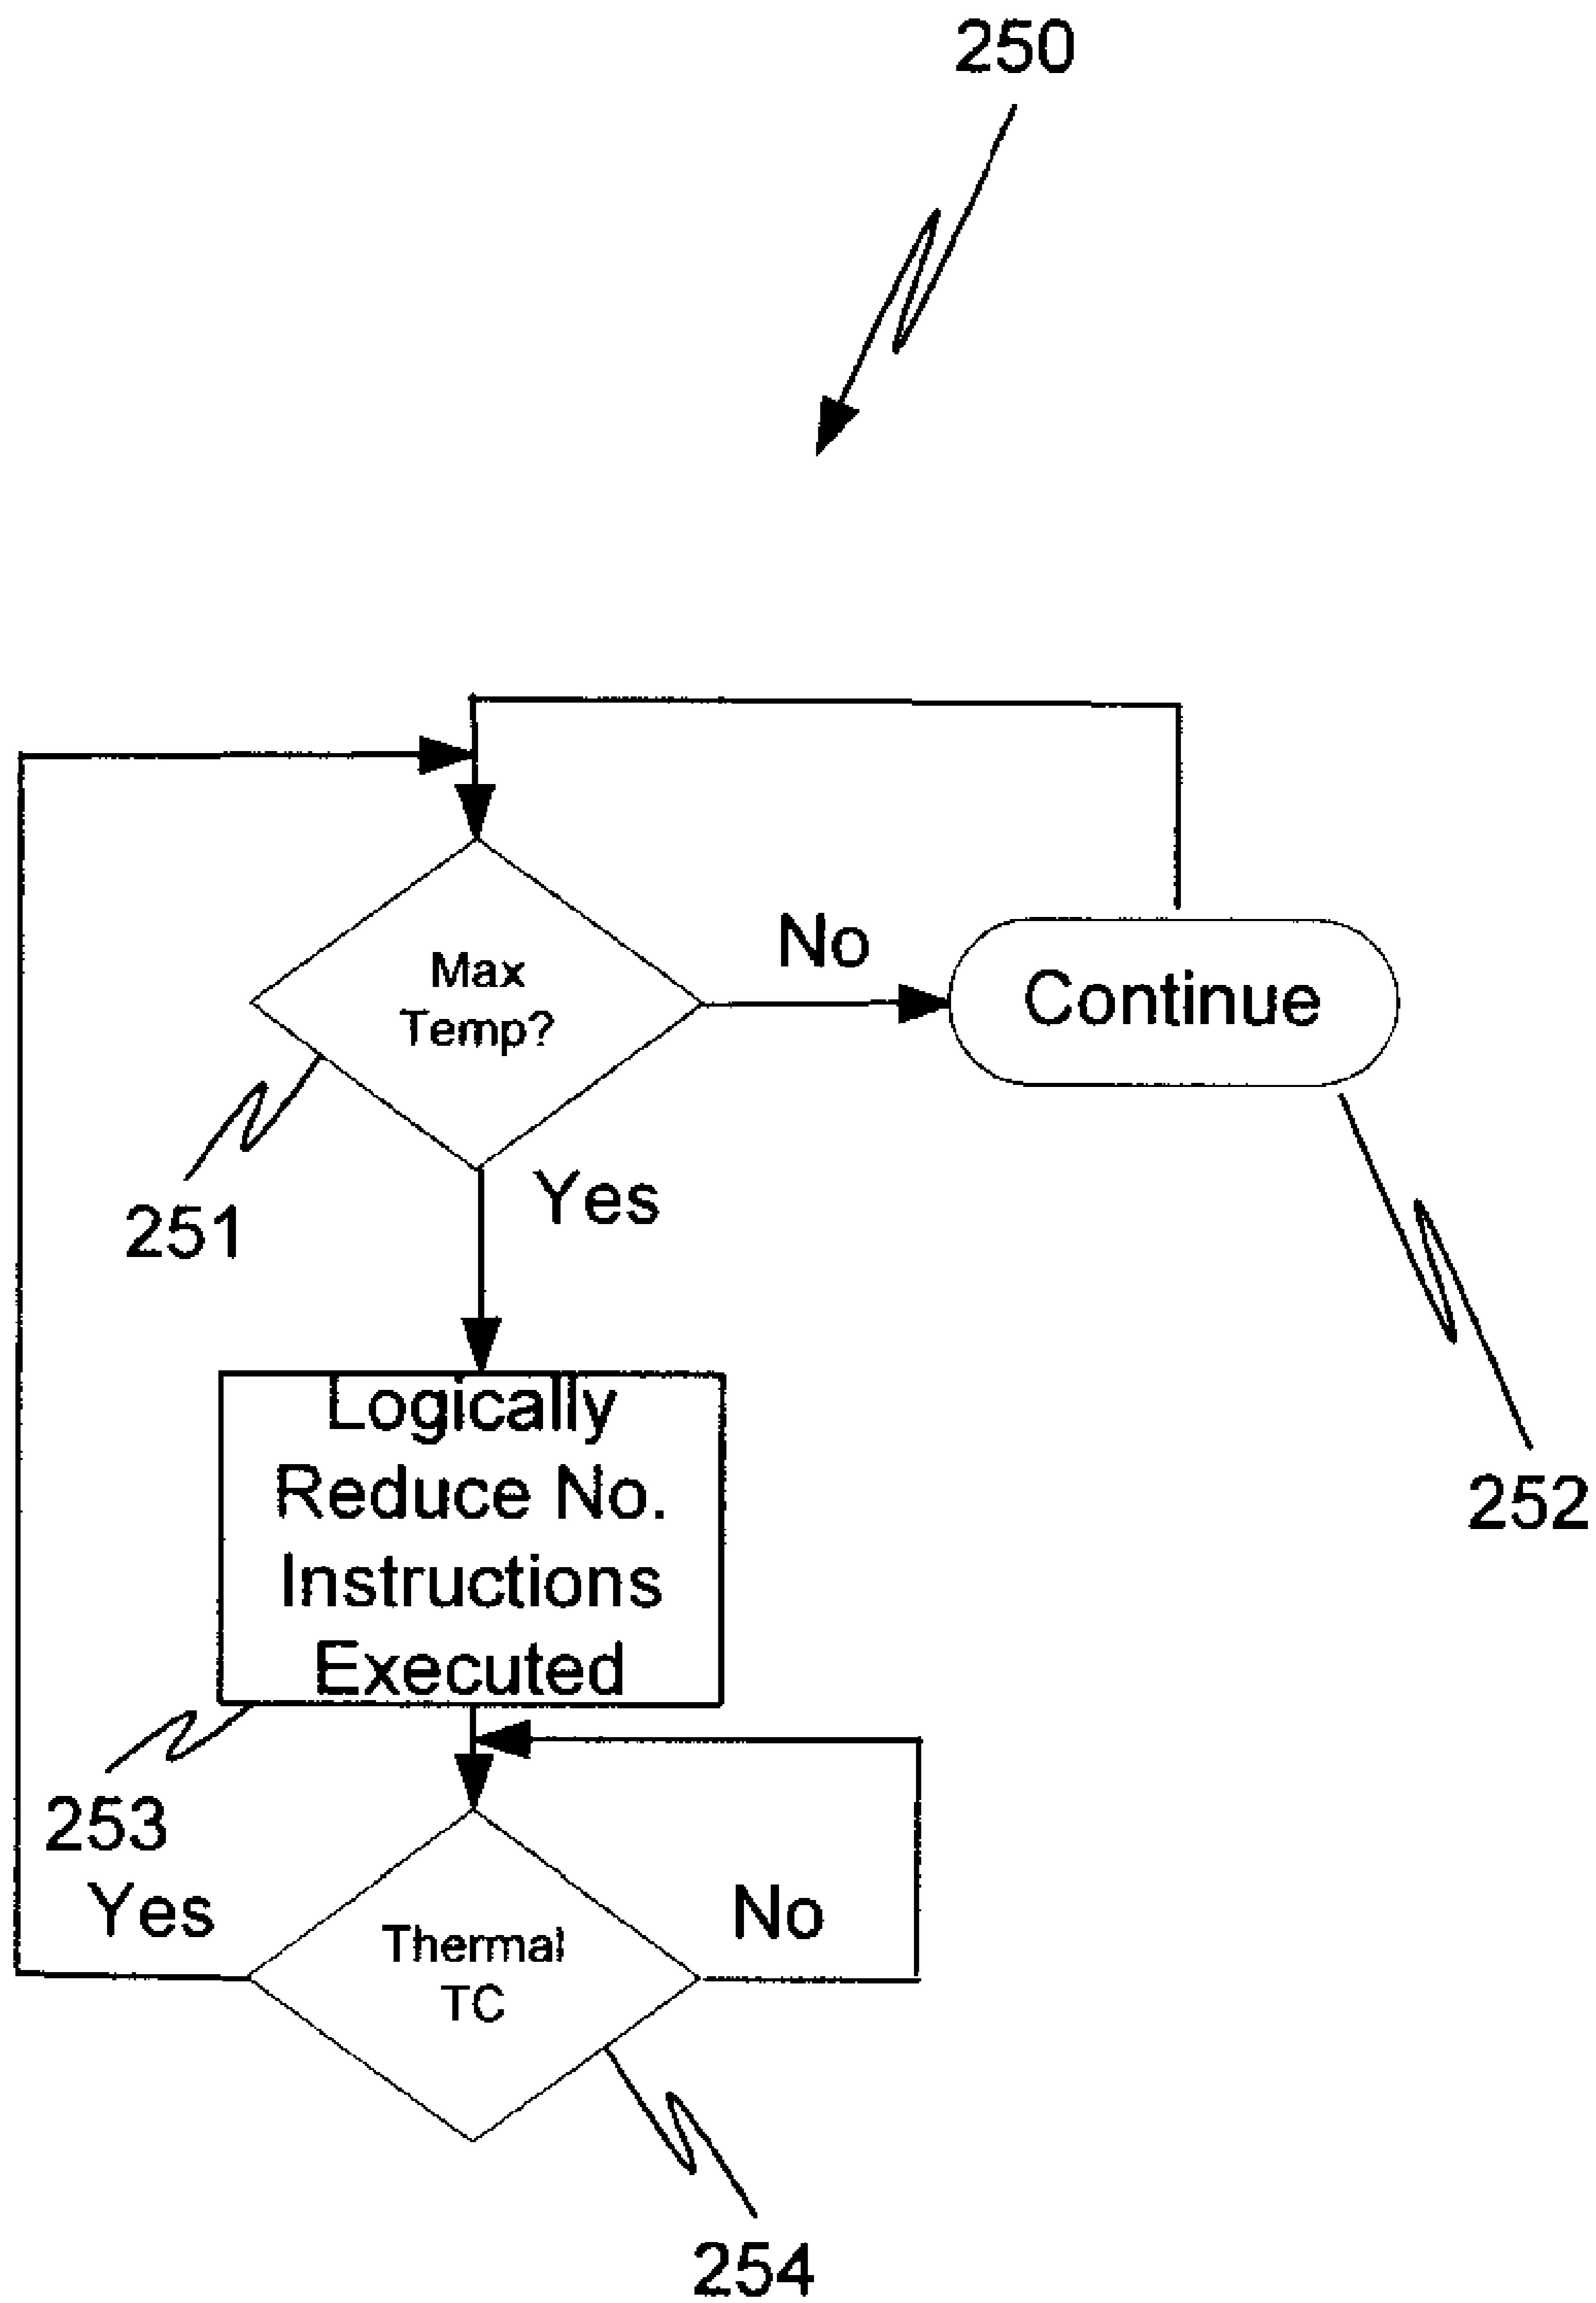 250
Max
Temp?
No
Continue
251
Yes
252
Logically
Reduce No.
Instructions
Executed
253
Yes
Thermal
TC
No
254